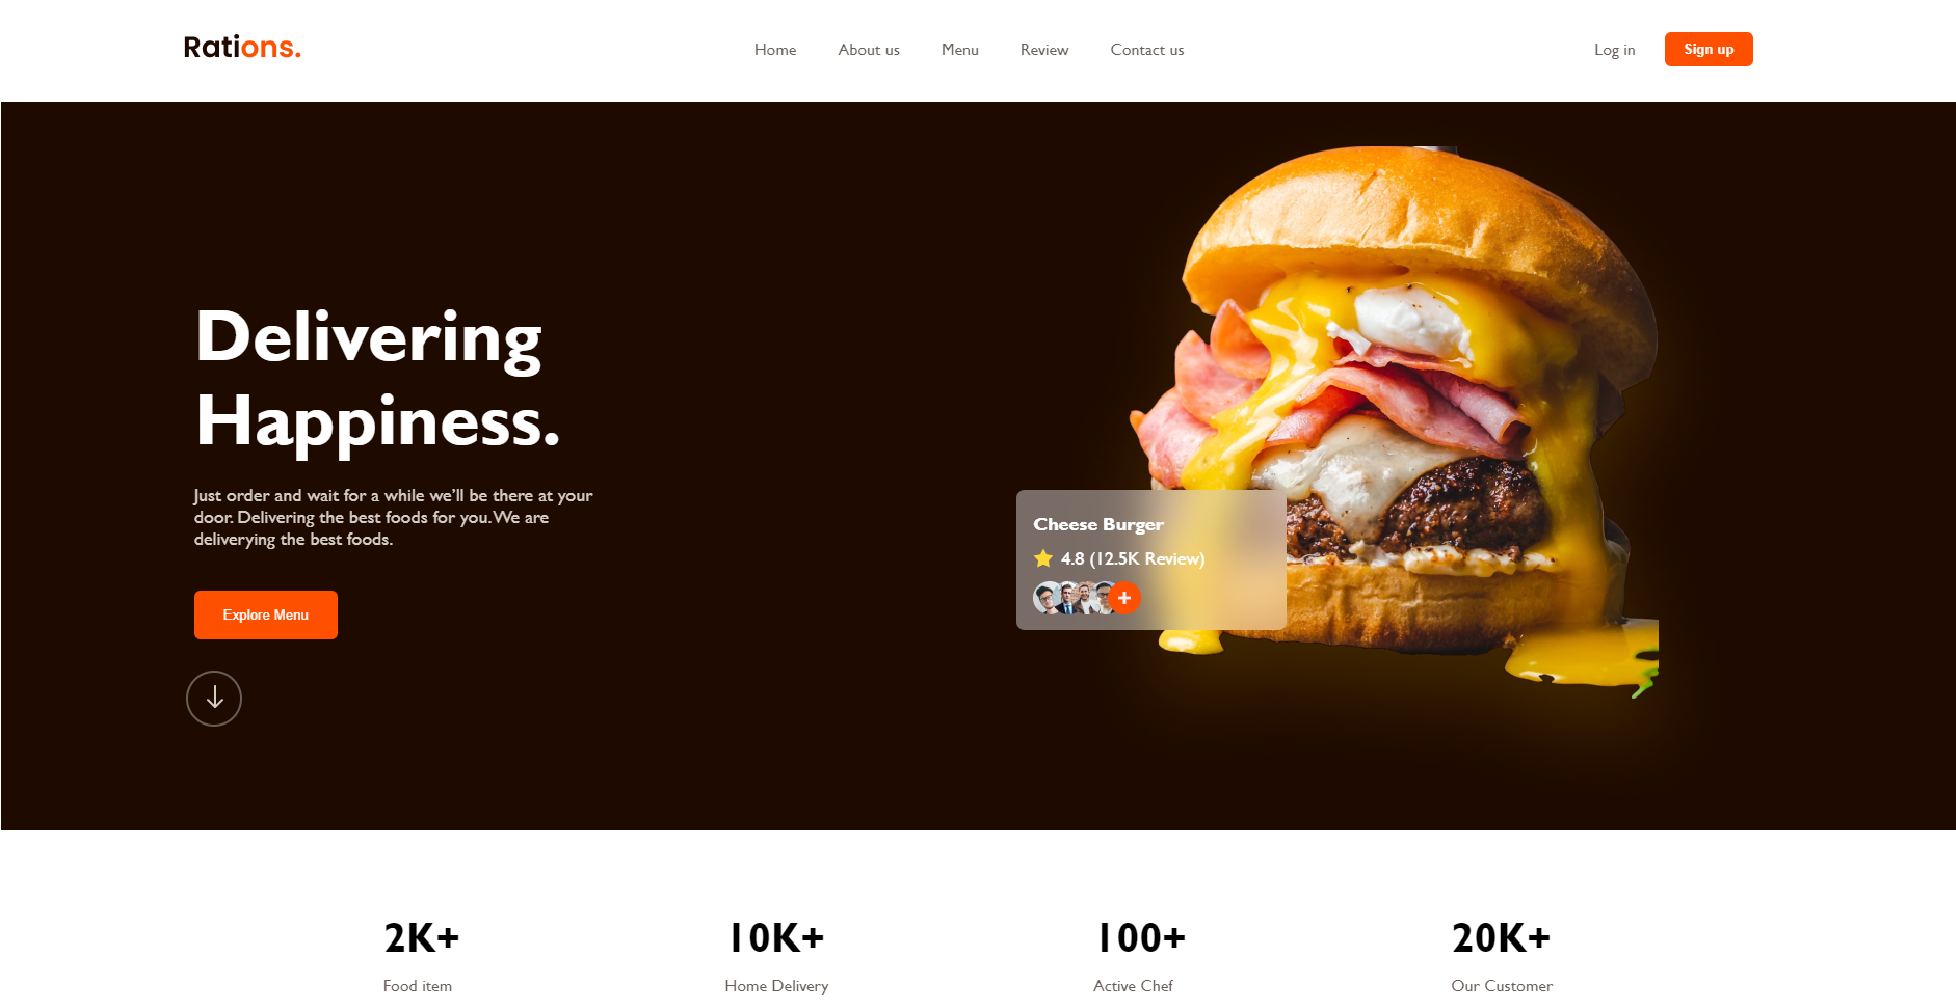 Rations.
Home About us Menu Review Contact us
Log in Sign up
Delivering
Happiness.
Just order and wait for a while we'll be there at your
door. Delivering the best foods for you. We are
deliverying the best foods.
Explore Menu
Cheese Burger
4.8 (12.5K Review)
2K+ 10K+ 100+ 20K+
Food item Home Delivery Active Chef Our Customer